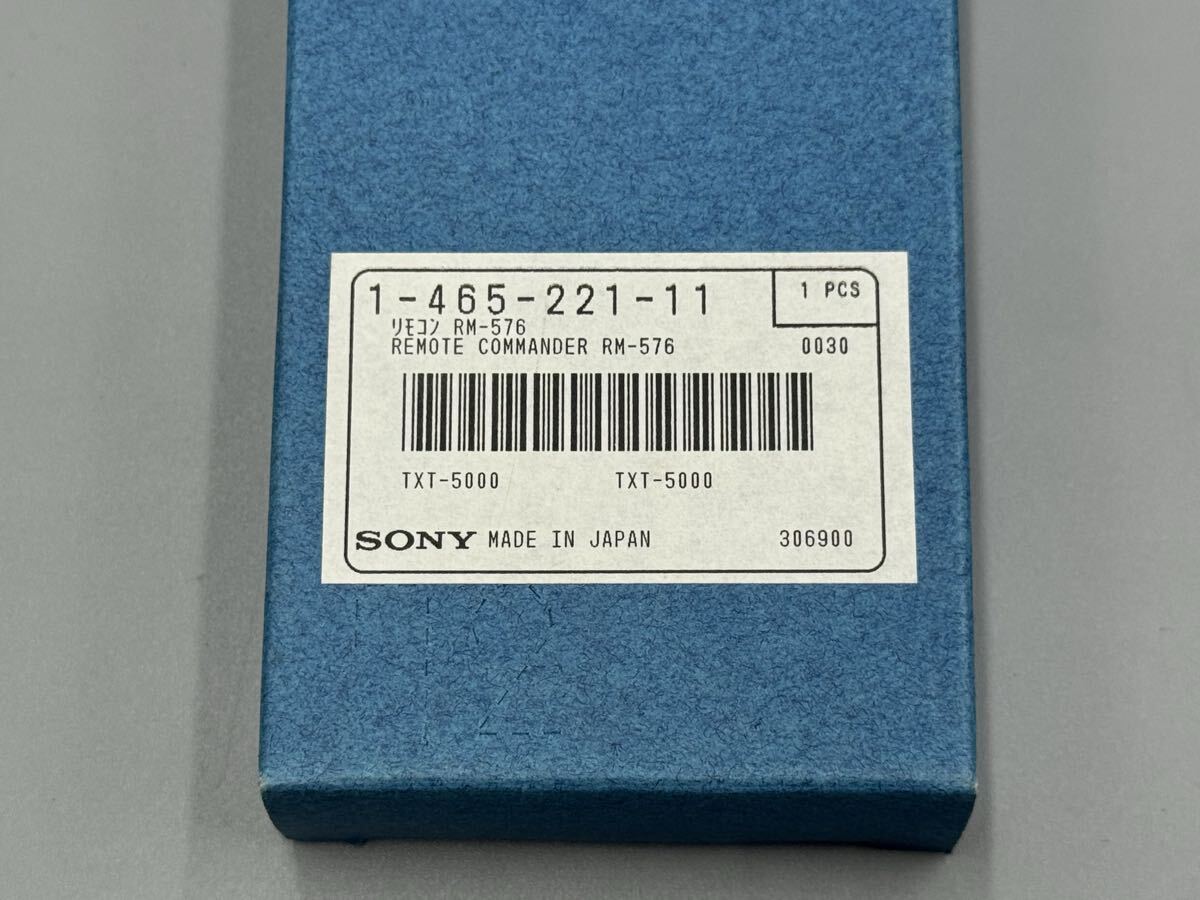 1-465-221-11
1 PCS
ﾘﾓｺﾝ RM-576
REMOTE COMMANDER RM-576
0030
TXT-5000 TXT-5000
SONY MADE IN JAPAN 306900